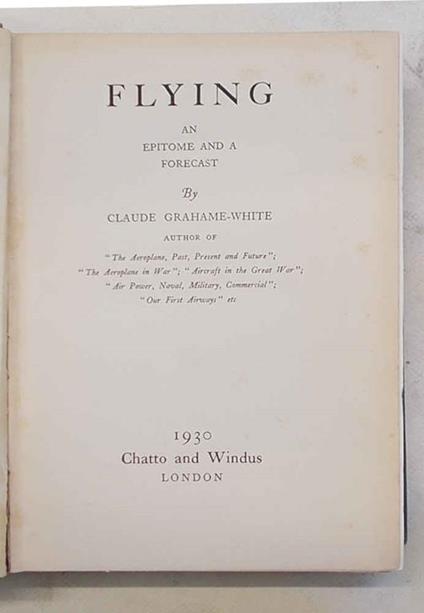 FLYING
AN
EPITOME AND A
FORECAST
By
CLAUDE GRAHAME-WHITE
AUTHOR OF
"The Aeroplane, Past, Present and Future";
"The Aeroplane in War"; "Aircraft in the Great War";
"Air Power, Naval, Military, Commercial";
"Our First Airways" etc
1930
Chatto and Windus
LONDON